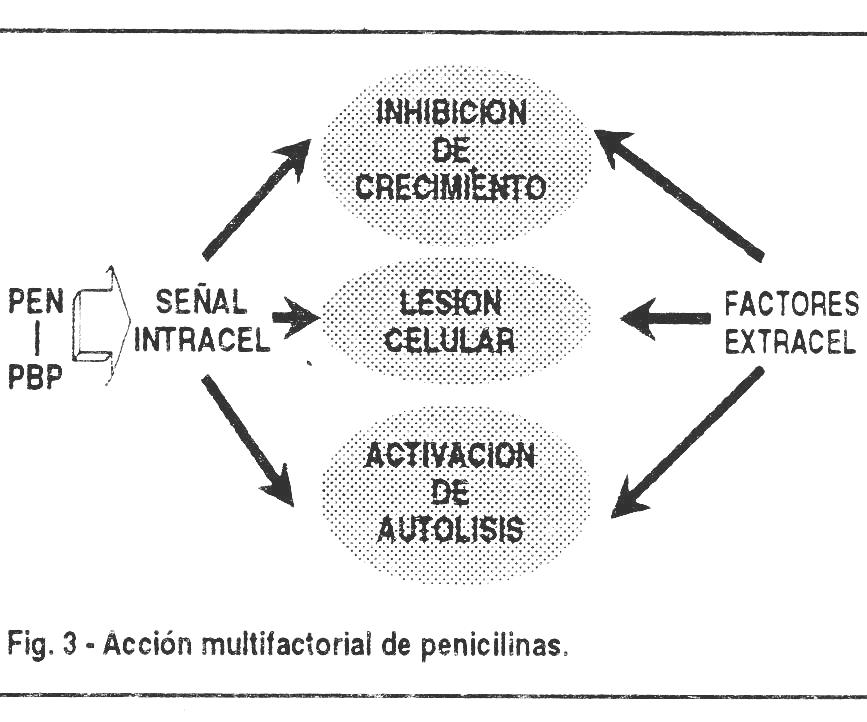 INHIBICION
DE
CRECIMIENTO
PEN
|
PBP
SEÑAL
INTRACEL
LESION
CELULAR
FACTORES
EXTRACEL
ACTIVACION
DE
AUTOLISIS
Fig. 3 - Acción multifactorial de penicilinas.